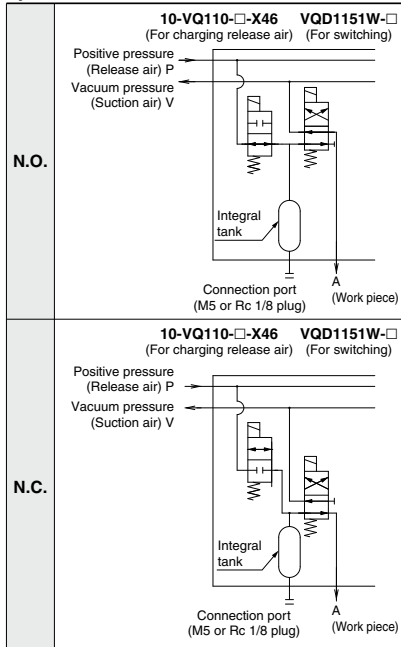 10-VQ110-□-X46 VQD1151W-□
(For charging release air) (For switching)
Positive pressure
(Release air) P
Vacuum pressure
(Suction air) V
N.O.
Integral
tank
Connection port
(M5 or Rc 1/8 plug)
A
(Work piece)
10-VQ110-□-X46 VQD1151W-□
(For charging release air) (For switching)
Positive pressure
(Release air) P
Vacuum pressure
(Suction air) V
N.C.
Integral
tank
Connection port
(M5 or Rc 1/8 plug)
A
(Work piece)